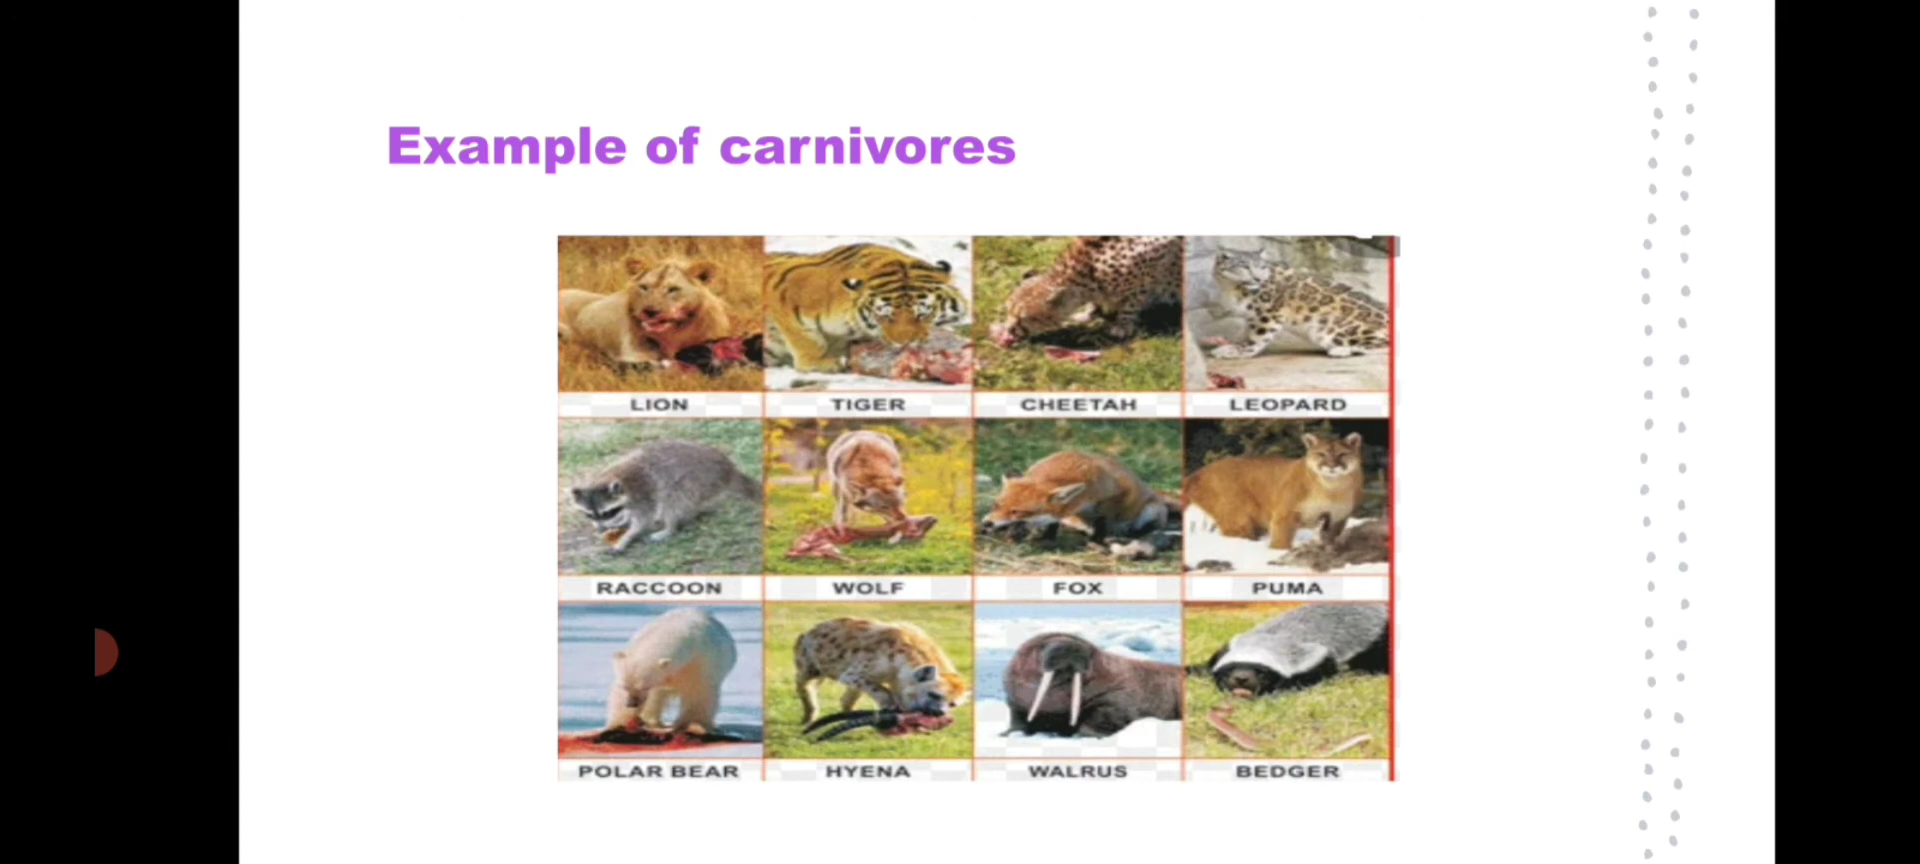 Example of carnivores
LION TIGER CHEETAH LEOPARD
RACCOON WOLF FOX PUMA
POLAR BEAR HYENA WALRUS BEDGER